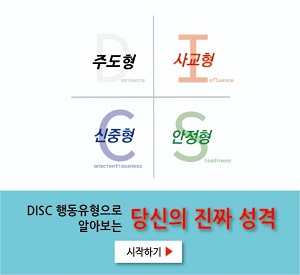 D
주도형
ominance
I
사교형
nfluence
C
신중형
onscientiousness
S
안정형
teadiness
DISC 행동유형으로
알아보는
당신의 진짜 성격
시작하기 ▶